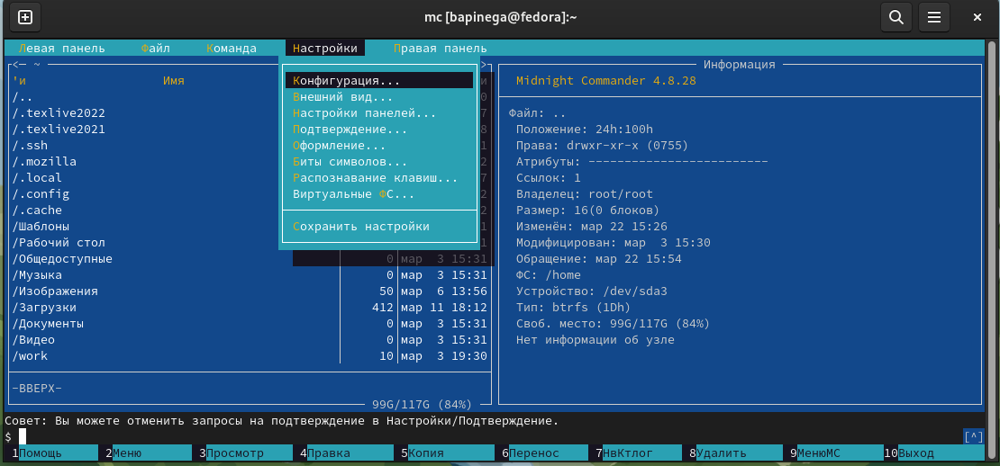 mc [bapinega@fedora]:~
Левая панель Файл Команда Настройки Правая панель
<─ ~
'и Имя
/..
/.texlive2022
/.texlive2021
/.ssh
/.mozilla
/.local
/.config
/.cache
/Шаблоны
/Рабочий стол
/Общедоступные 0 мар 3 15:31
/Музыка 0 мар 3 15:31
/Изображения 50 мар 6 13:56
/Загрузки 412 мар 11 18:12
/Документы 0 мар 3 15:31
/Видео 0 мар 3 15:31
/work 10 мар 3 19:30
-ВВЕРХ-
99G/117G (84%)
Конфигурация...
Внешний вид...
Настройки панелей...
Подтверждение...
Оформление...
Биты символов...
Распознавание клавиш...
Виртуальные ФС...
Сохранить настройки
Информация
Midnight Commander 4.8.28
Файл: ..
Положение: 24h:100h
Права: drwxr-xr-x (0755)
Атрибуты: -------------------------
Ссылок: 1
Владелец: root/root
Размер: 16(0 блоков)
Изменён: мар 22 15:26
Модифицирован: мар 3 15:30
Обращение: мар 22 15:54
ФС: /home
Устройство: /dev/sda3
Тип: btrfs (1Dh)
Своб. место: 99G/117G (84%)
Нет информации об узле
Совет: Вы можете отменить запросы на подтверждение в Настройки/Подтверждение.
$ [^]
1Помощь 2Меню 3Просмотр 4Правка 5Копия 6Перенос 7НвКтлог 8Удалить 9МенюMC 10Выход